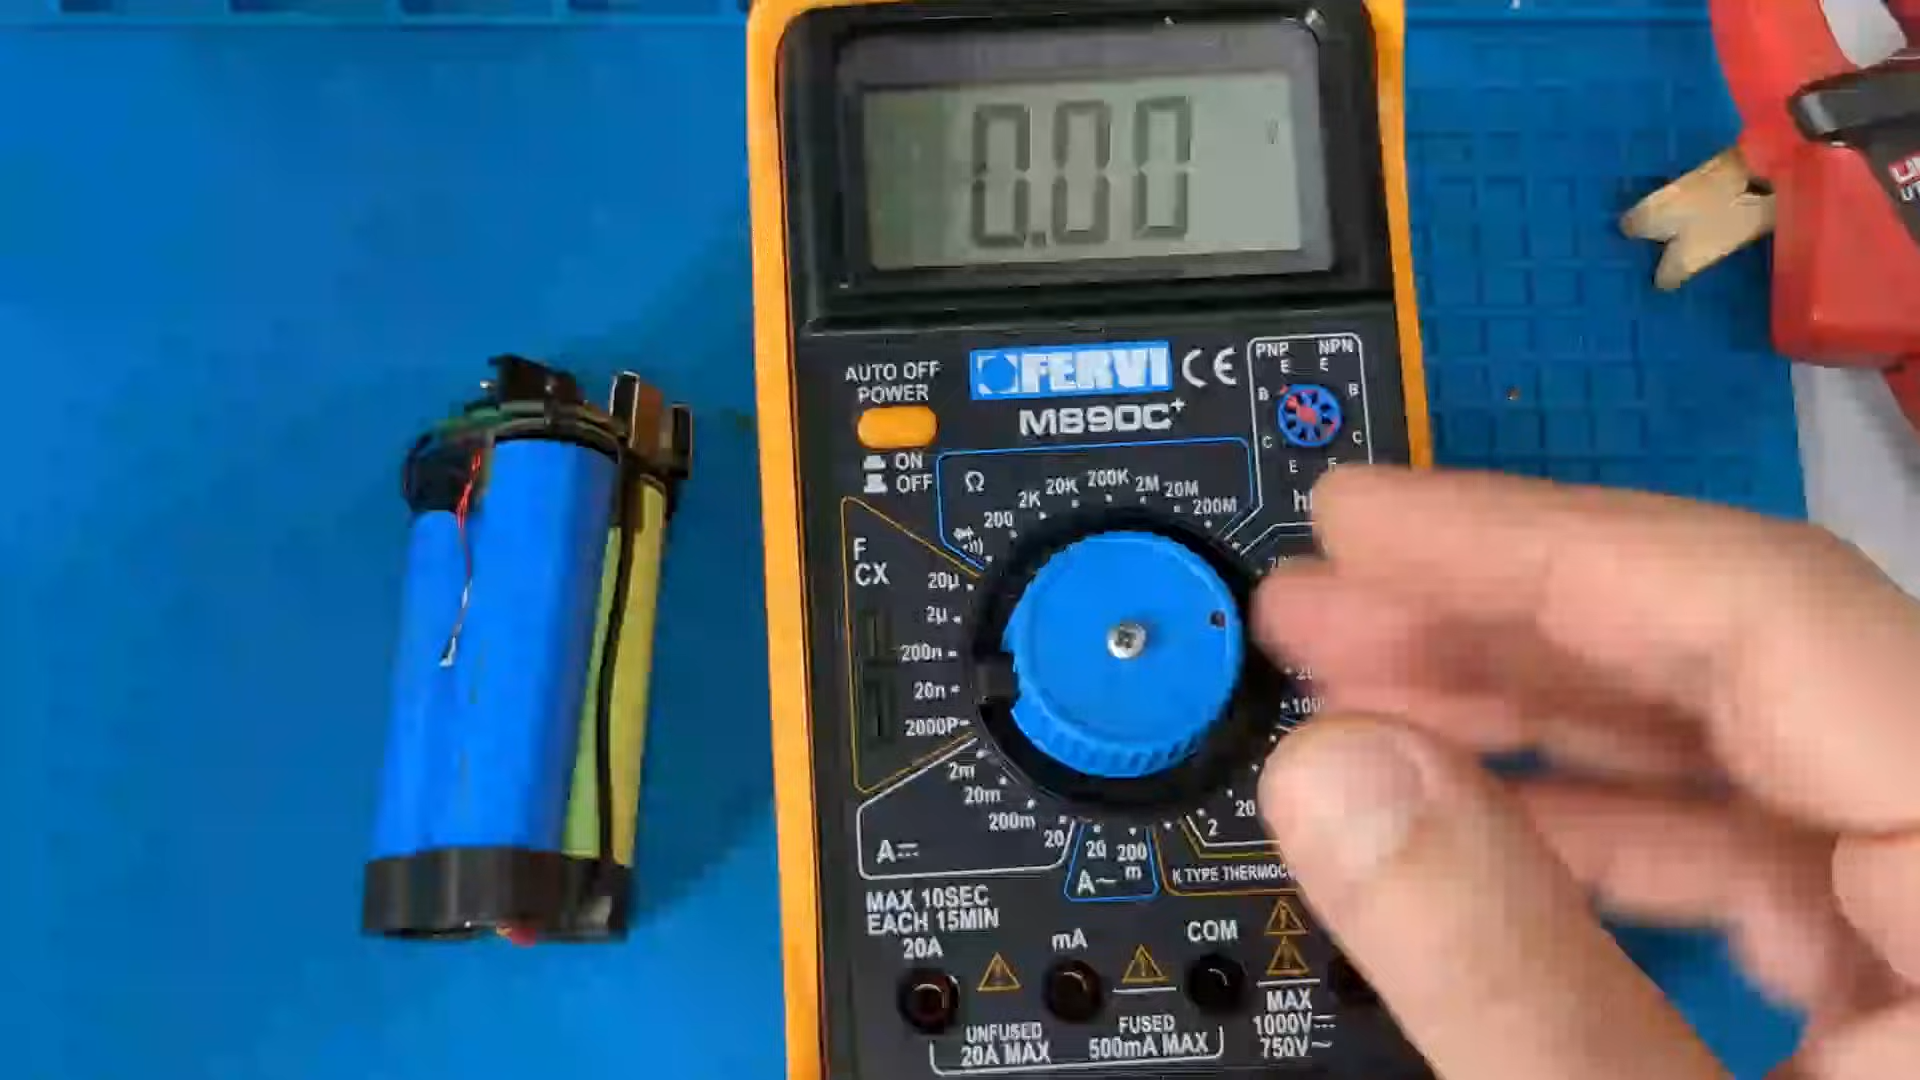 0.00
FERVI CE
M890C+
AUTO OFF
POWER
ON
OFF
PNP NPN
E E
B B
C C
E
Ω
200
2K
20K
200K
2M
20M
200M
F
CX
20µ
2µ
200n
20n
2000P
2m
20m
200m
20
A
20
200
m
A~
2
20
MAX 10SEC
EACH 15MIN
20A
mA
COM
UNFUSED
20A MAX
FUSED
500mA MAX
MAX
1000V
750V~